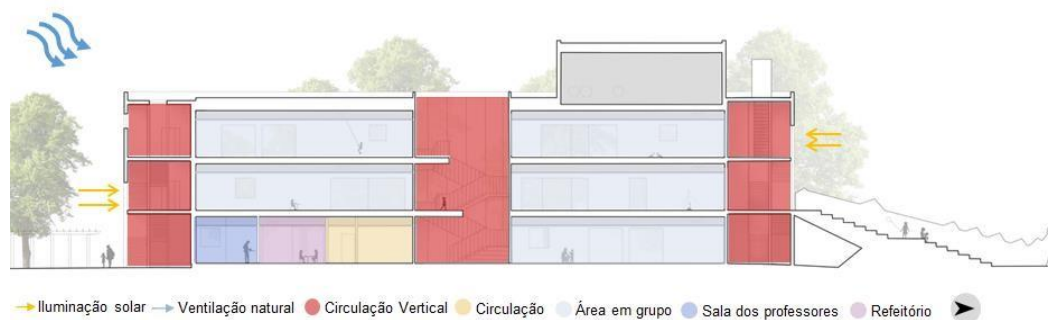 Iluminação solar Ventilação natural Circulação Vertical Circulação Área em grupo Sala dos professores Refeitório